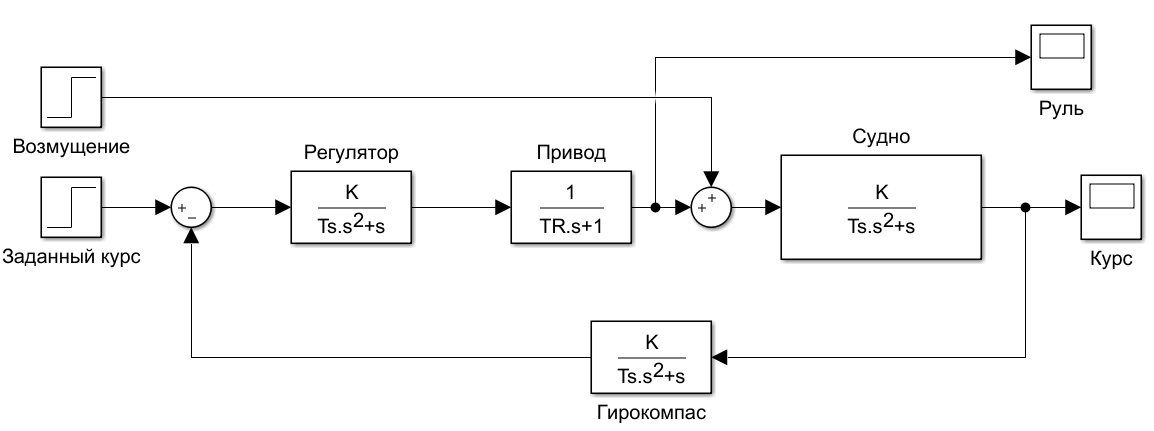 Руль
Возмущение
Регулятор
Привод
Судно
K
Ts.s²+s
1
TR.s+1
K
Ts.s²+s
Заданный курс
Курс
K
Ts.s²+s
Гирокомпас